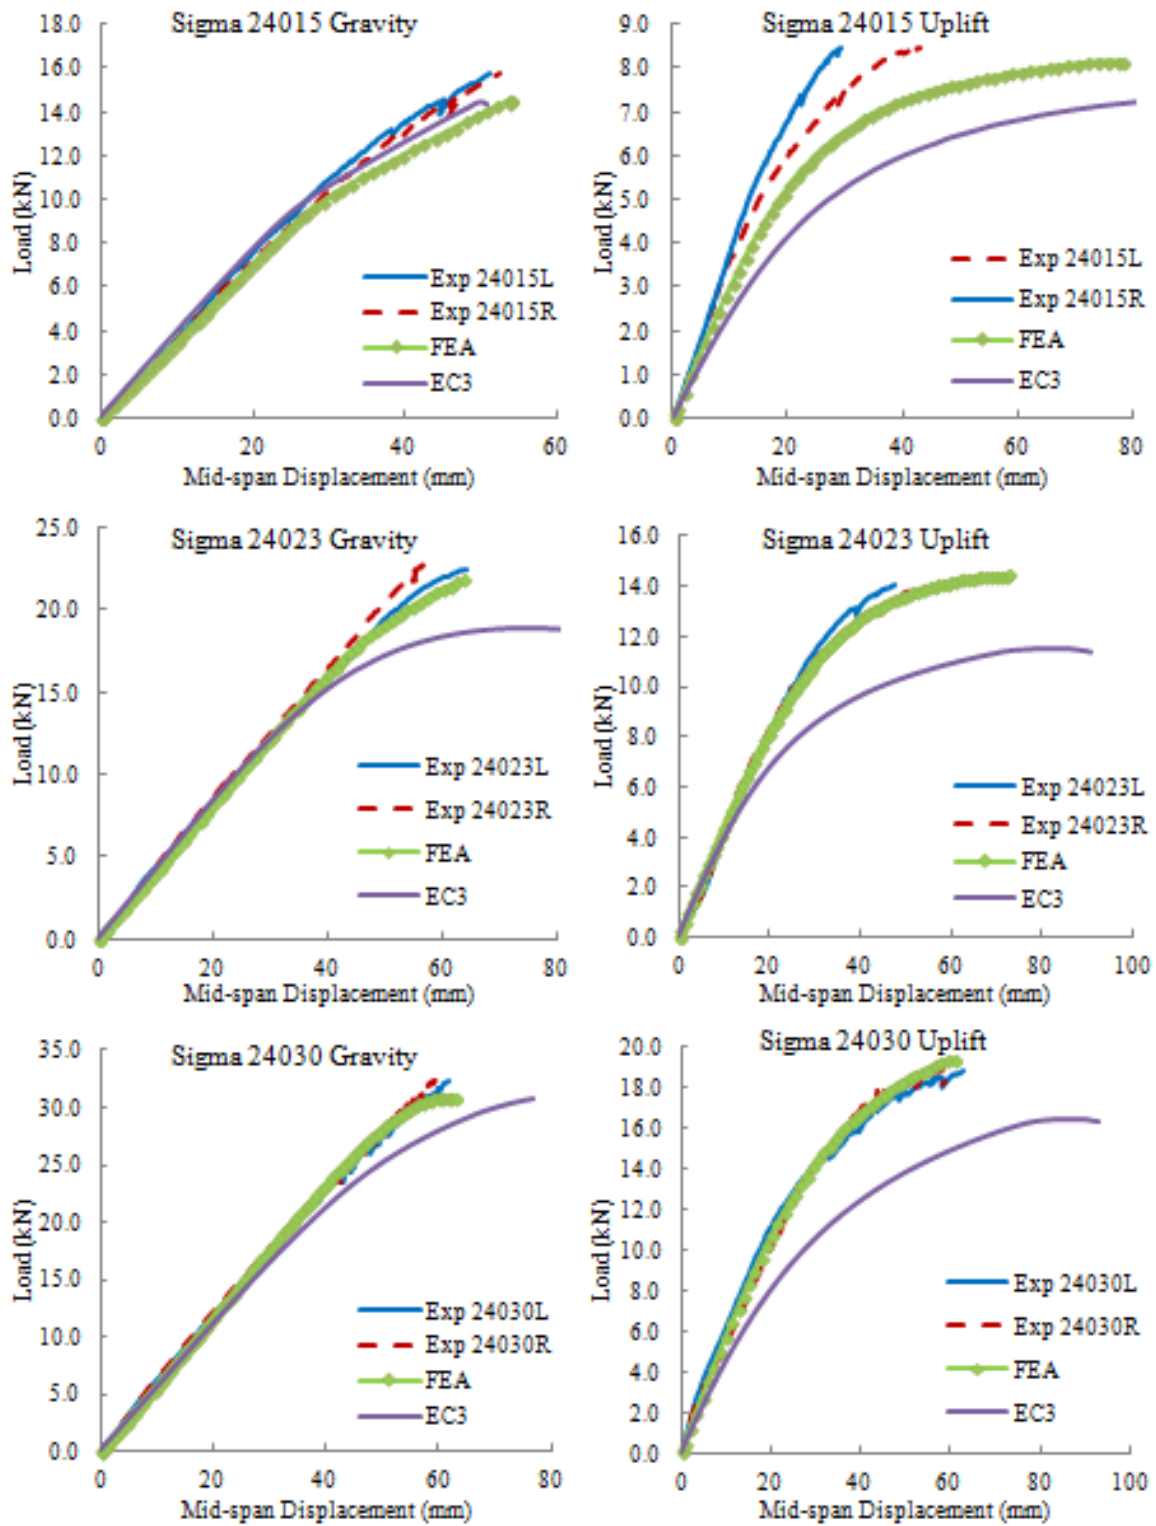 Sigma 24015 Gravity
18.0
16.0
14.0
12.0
10.0
8.0
6.0
4.0
2.0
0.0
Load (kN)
Exp 24015L
Exp 24015R
FEA
EC3
0 20 40 60
Mid-span Displacement (mm)
Sigma 24015 Uplift
9.0
8.0
7.0
6.0
5.0
4.0
3.0
2.0
1.0
0.0
Load (kN)
Exp 24015L
Exp 24015R
FEA
EC3
0 20 40 60 80
Mid-span Displacement (mm)
Sigma 24023 Gravity
25.0
20.0
15.0
10.0
5.0
0.0
Load (kN)
Exp 24023L
Exp 24023R
FEA
EC3
0 20 40 60 80
Mid-span Displacement (mm)
Sigma 24023 Uplift
16.0
14.0
12.0
10.0
8.0
6.0
4.0
2.0
0.0
Load (kN)
Exp 24023L
Exp 24023R
FEA
EC3
0 20 40 60 80 100
Mid-span Displacement (mm)
Sigma 24030 Gravity
35.0
30.0
25.0
20.0
15.0
10.0
5.0
0.0
Load (kN)
Exp 24030L
Exp 24030R
FEA
EC3
0 20 40 60 80
Mid-span Displacement (mm)
Sigma 24030 Uplift
20.0
18.0
16.0
14.0
12.0
10.0
8.0
6.0
4.0
2.0
0.0
Load (kN)
Exp 24030L
Exp 24030R
FEA
EC3
0 20 40 60 80 100
Mid-span Displacement (mm)